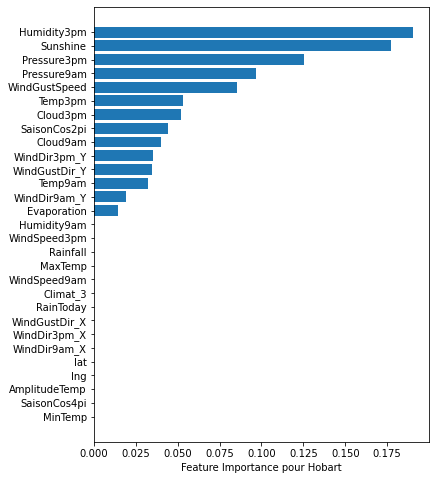 Humidity3pm
Sunshine
Pressure3pm
Pressure9am
WindGustSpeed
Temp3pm
Cloud3pm
SaisonCos2pi
Cloud9am
WindDir3pm_Y
WindGustDir_Y
Temp9am
WindDir9am_Y
Evaporation
Humidity9am
WindSpeed3pm
Rainfall
MaxTemp
WindSpeed9am
Climat_3
RainToday
WindGustDir_X
WindDir3pm_X
WindDir9am_X
lat
lng
AmplitudeTemp
SaisonCos4pi
MinTemp
0.000 0.025 0.050 0.075 0.100 0.125 0.150 0.175
Feature Importance pour Hobart